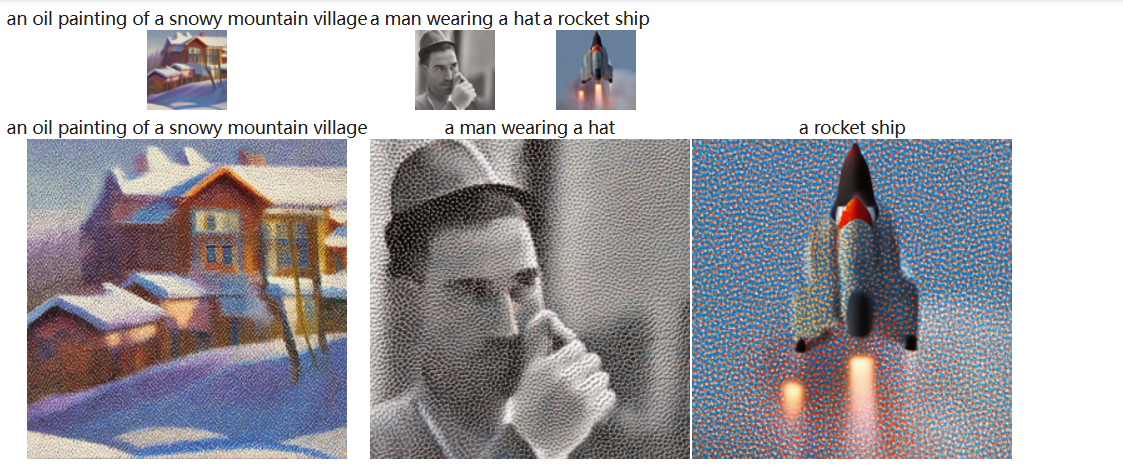 an oil painting of a snowy mountain village a man wearing a hat a rocket ship
an oil painting of a snowy mountain village a man wearing a hat a rocket ship